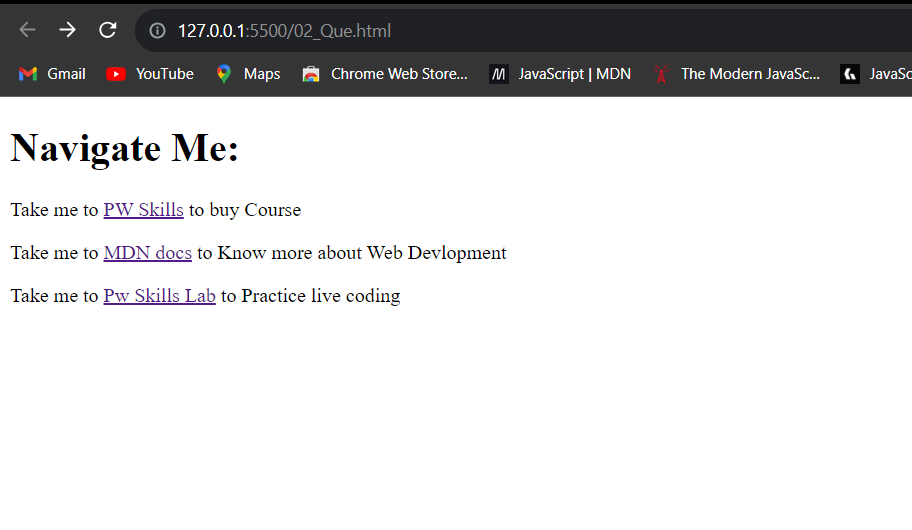 127.0.0.1:5500/02_Que.html
Gmail YouTube Maps Chrome Web Store... JavaScript | MDN The Modern JavaSc... JavaSc
Navigate Me:
Take me to PW Skills to buy Course
Take me to MDN docs to Know more about Web Devlopment
Take me to Pw Skills Lab to Practice live coding